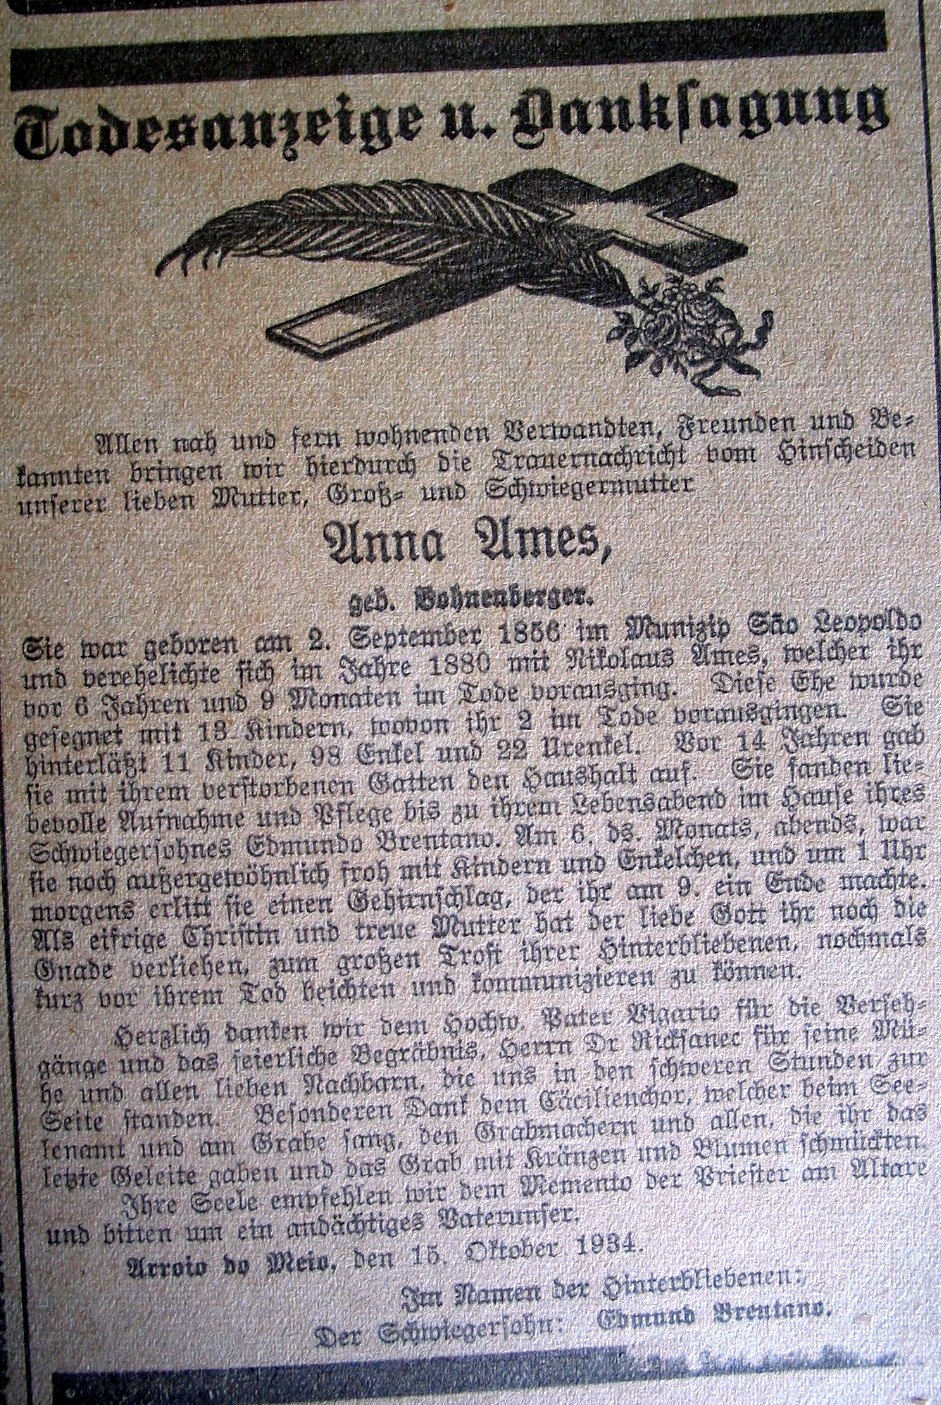 Todesanzeige u. Danksagung
Allen nah und fern wohnenden Verwandten, Freunden und Be-
kannten bringen wir hierdurch die Trauernachricht vom Hinscheiden
unserer lieben Mutter, Groß- und Schwiegermutter
Anna Ames,
geb. Bohnenberger.
Sie war geboren am 2. September 1856 im Munizip São Leopoldo
und verehelichte sich im Jahre 1880 mit Nikolaus Ames, welcher ihr
vor 6 Jahren und 9 Monaten im Tode vorausging. Diese Ehe wurde
gesegnet mit 13 Kindern, wovon ihr 2 im Tode vorausgingen. Sie
hinterläßt 11 Kinder, 98 Enkel und 22 Urenkel. Vor 14 Jahren gab
sie mit ihrem verstorbenen Gatten den Haushalt auf. Sie fanden lie-
bevolle Aufnahme und Pflege bis zu ihrem Lebensabend im Hause ihres
Schwiegersohnes Edmundo Brentano. Am 6. ds. Monats, abends, war
sie noch außergewöhnlich froh mit Kindern und Enkelchen, und um 1 Uhr
morgens erlitt sie einen Gehirnschlag, der ihr am 9. ein Ende machte.
Als eifrige Christin und treue Mutter hat der liebe Gott ihr noch die
Gnade verliehen, zum großen Trost ihrer Hinterbliebenen, nochmals
kurz vor ihrem Tod beichten und kommunizieren zu können.
Herzlich danken wir dem Hochw. Pater Vigario für die Verseh-
gänge und das feierliche Begräbnis, Herrn Dr Ricksanec für seine Mü-
he und allen lieben Nachbarn, die uns in den schweren Stunden zur
Seite standen. Besonderen Dank dem Cäcilienchor, welcher beim See-
lenamt und am Grabe sang, den Grabmachern und allen, die ihr das
letzte Geleite gaben und das Grab mit Kränzen und Blumen schmückten.
Ihre Seele empfehlen wir dem Memento der Priester am Altare
und bitten um ein andächtiges Vaterunser.
Arroio do Meio, den 15. Oktober 1934.
Im Namen der Hinterbliebenen:
Der Schwiegersohn: Edmund Brentano.